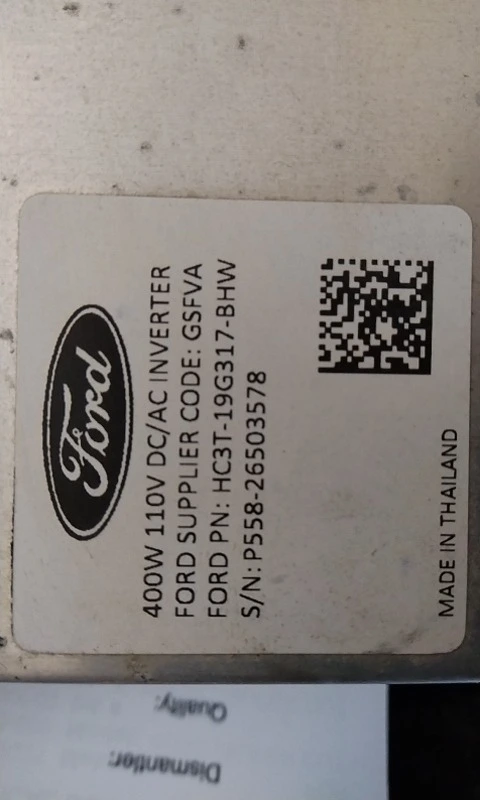 Ford
400W 110V DC/AC INVERTER
FORD SUPPLIER CODE: GSFVA
FORD PN: HC3T-19G317-BHW
S/N: P558-26503578
MADE IN THAILAND
Quality:
Dismantler: